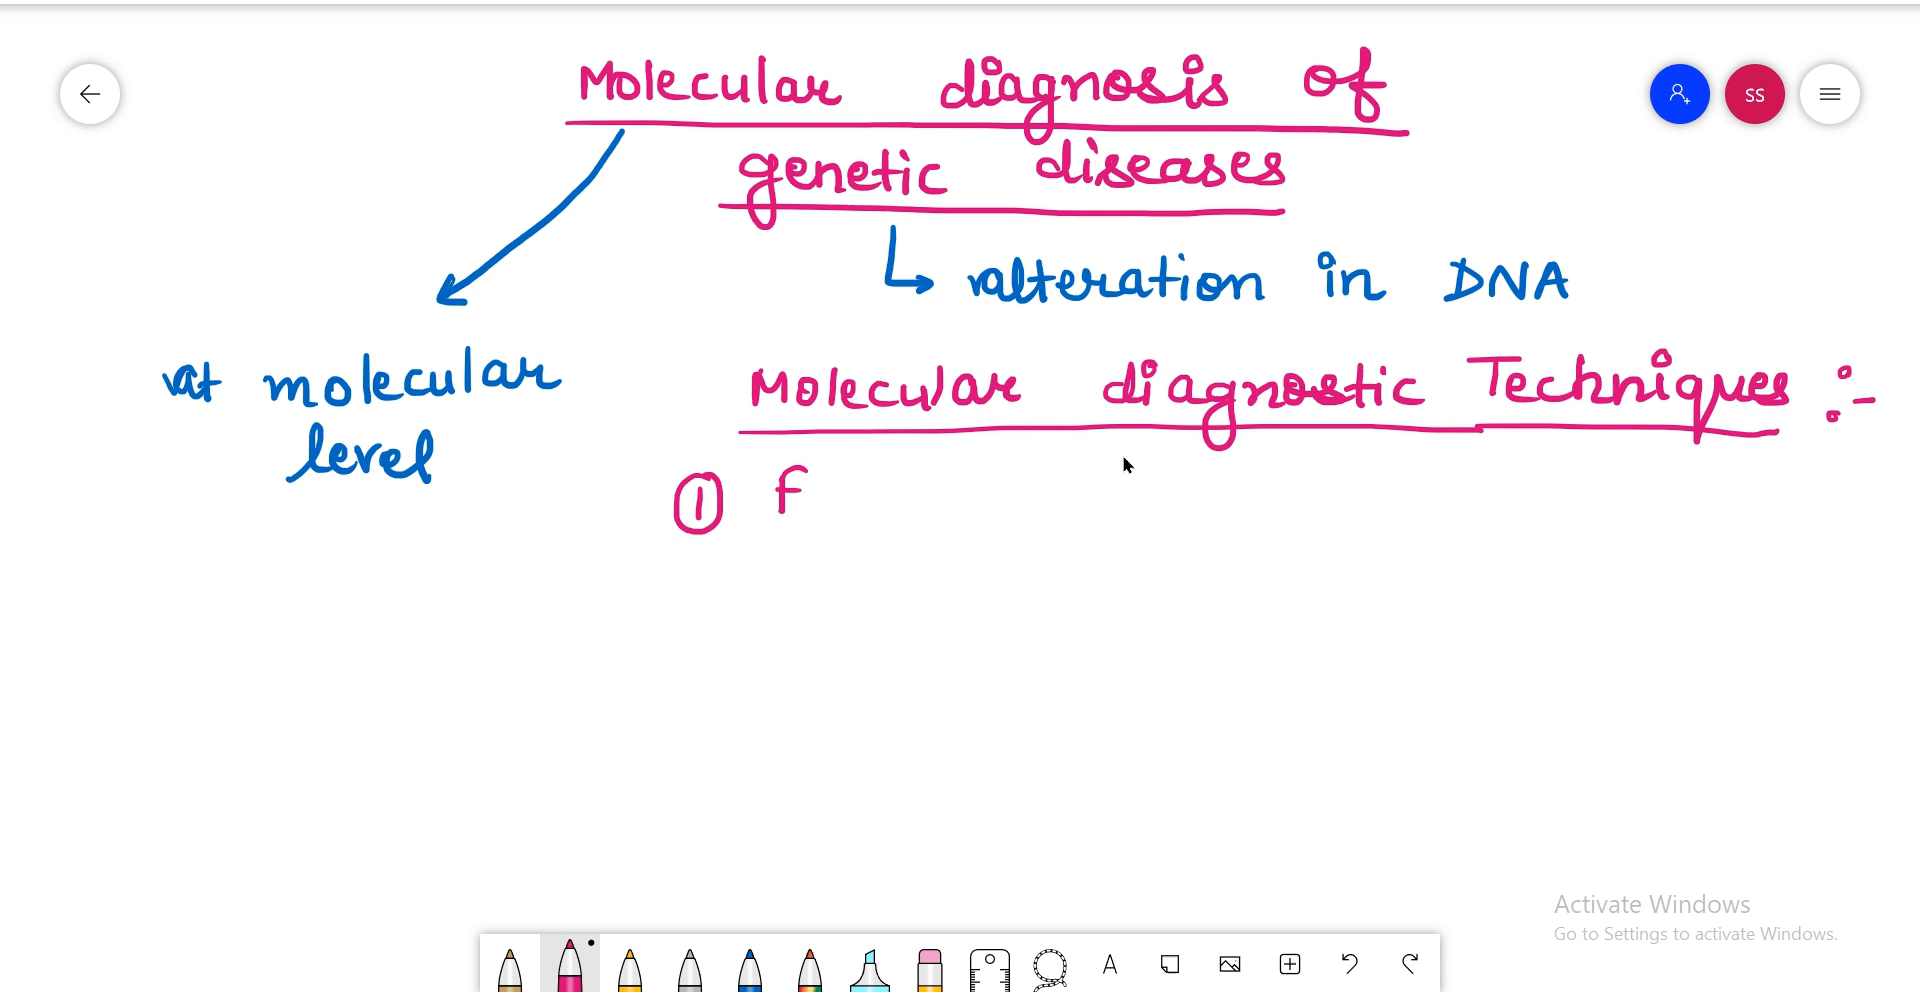 Molecular diagnosis of
genetic diseases
SS
alteration in DNA
at molecular
level
Molecular diagnostic Techniques :-
① F
Activate Windows
Go to Settings to activate Windows.
A